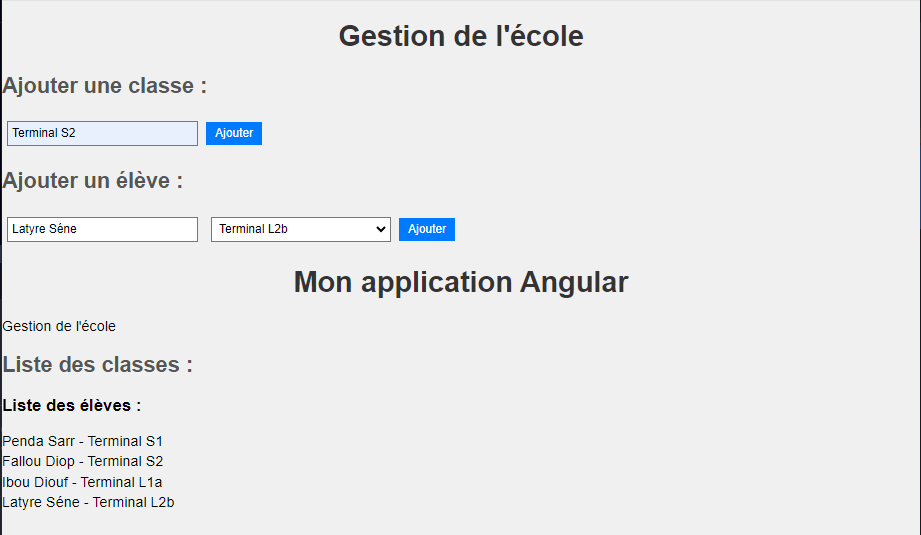 Gestion de l'école
Ajouter une classe :
Terminal S2 Ajouter
Ajouter un élève :
Latyre Séne Terminal L2b Ajouter
Mon application Angular
Gestion de l'école
Liste des classes :
Liste des élèves :
Penda Sarr - Terminal S1
Fallou Diop - Terminal S2
Ibou Diouf - Terminal L1a
Latyre Séne - Terminal L2b